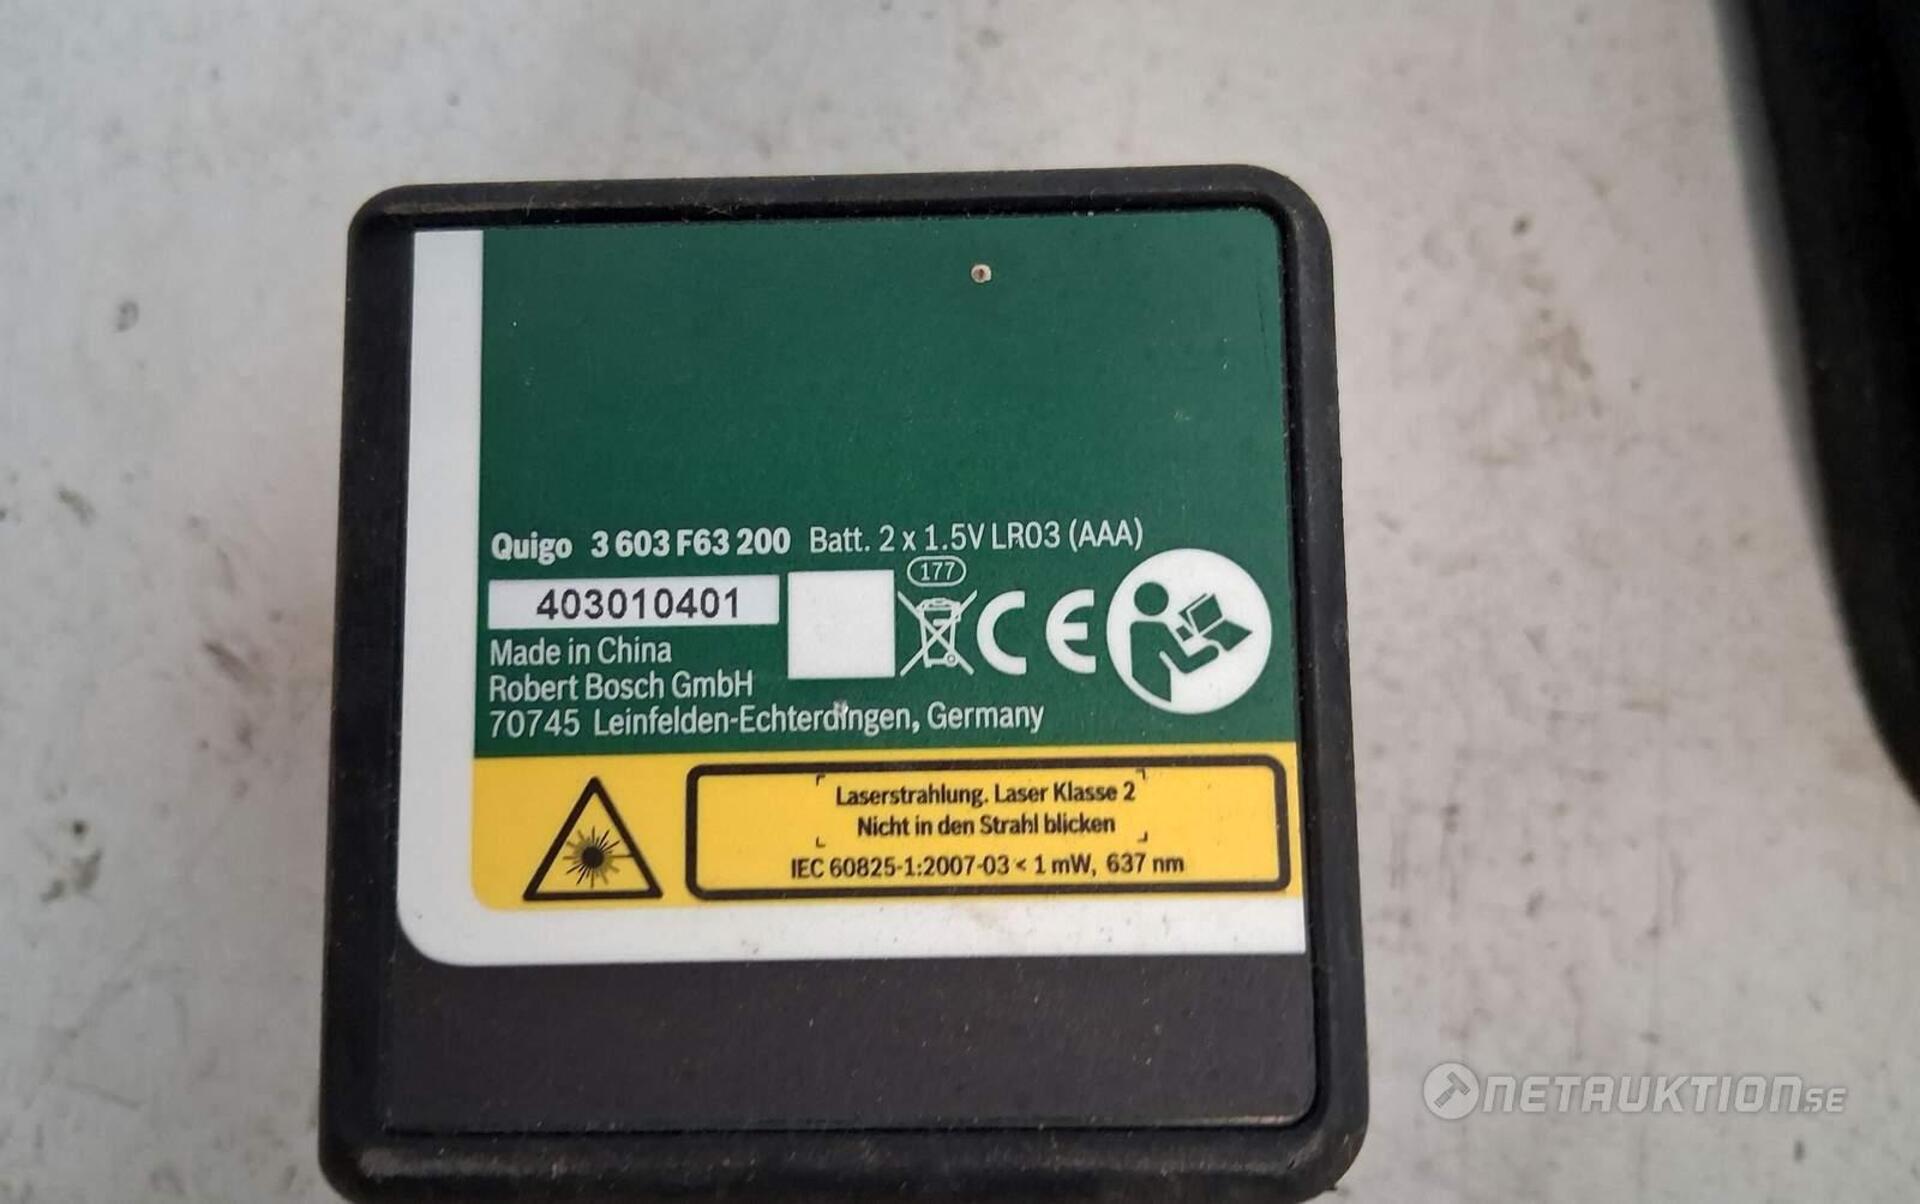 Quigo 3 603 F63 200 Batt. 2 x 1.5V LR03 (AAA)
177
403010401
CE
Made in China
Robert Bosch GmbH
70745 Leinfelden-Echterdingen, Germany
Laserstrahlung. Laser Klasse 2
Nicht in den Strahl blicken
IEC 60825-1:2007-03 < 1 mW, 637 nm
NETAUKTION.SE